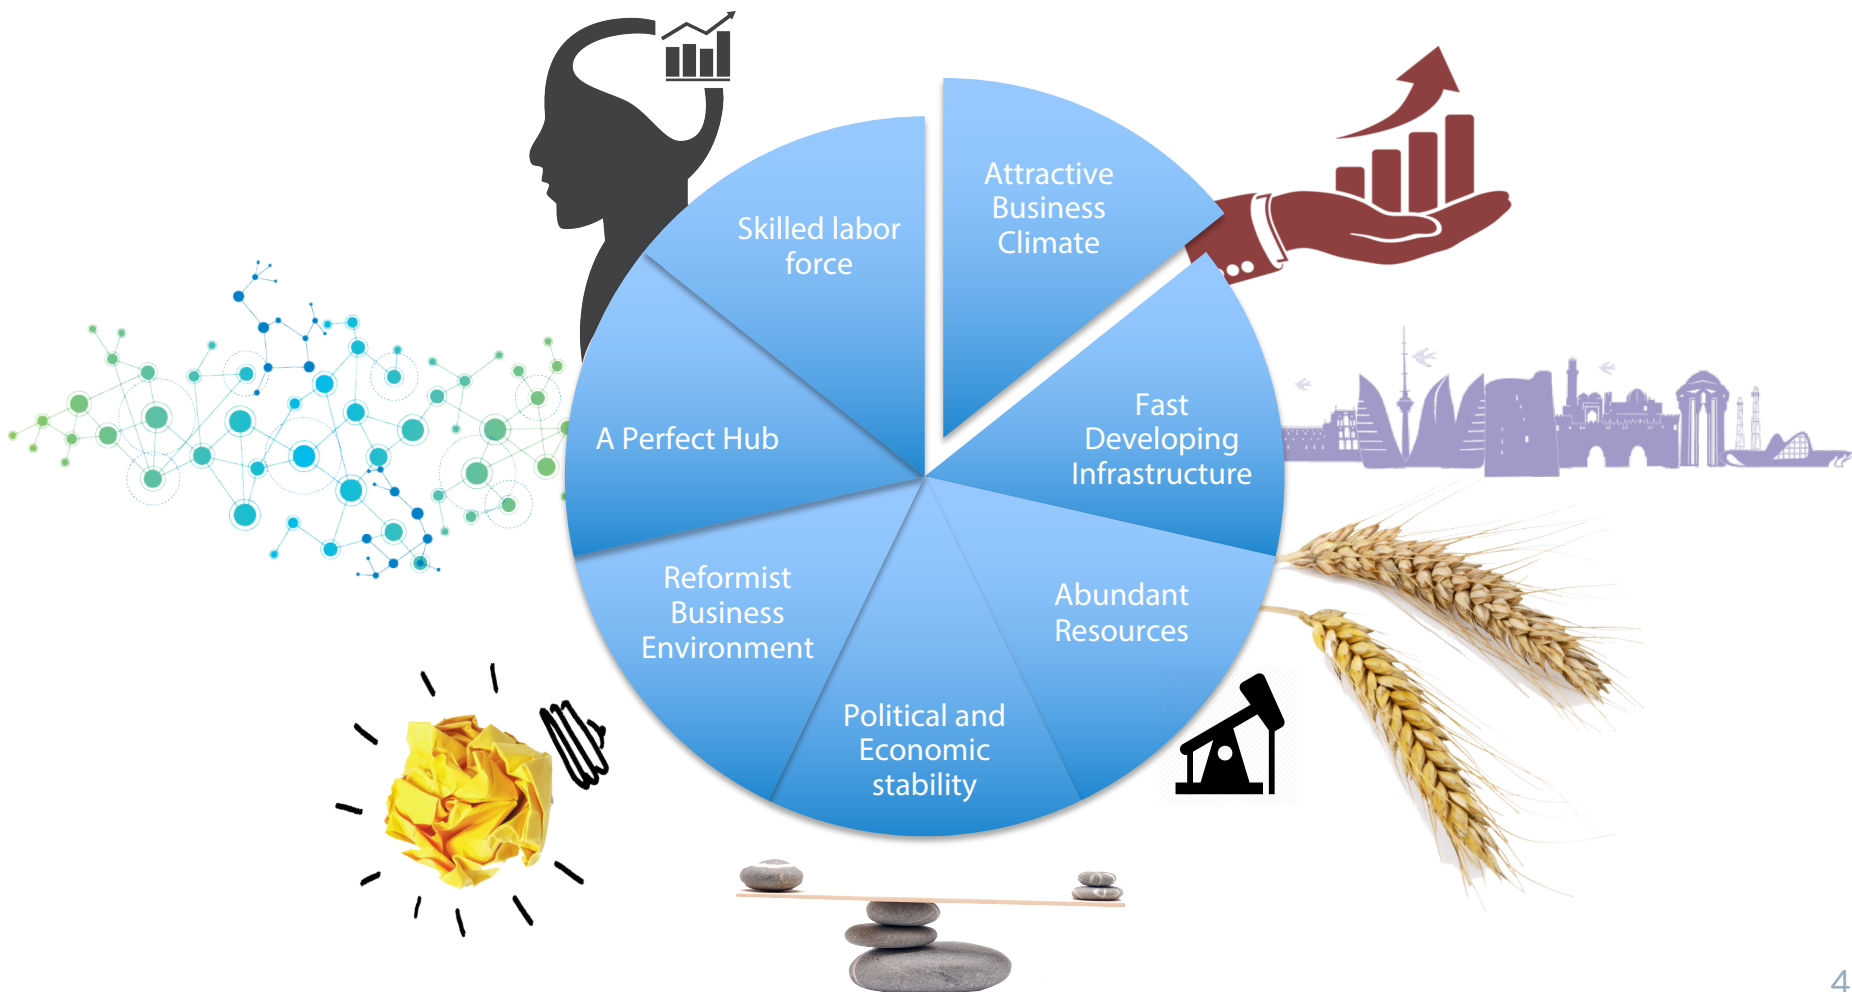 Attractive
Business
Climate
Skilled labor
force
Fast
Developing
Infrastructure
A Perfect Hub
Reformist
Business
Environment
Abundant
Resources
Political and
Economic
stability
4